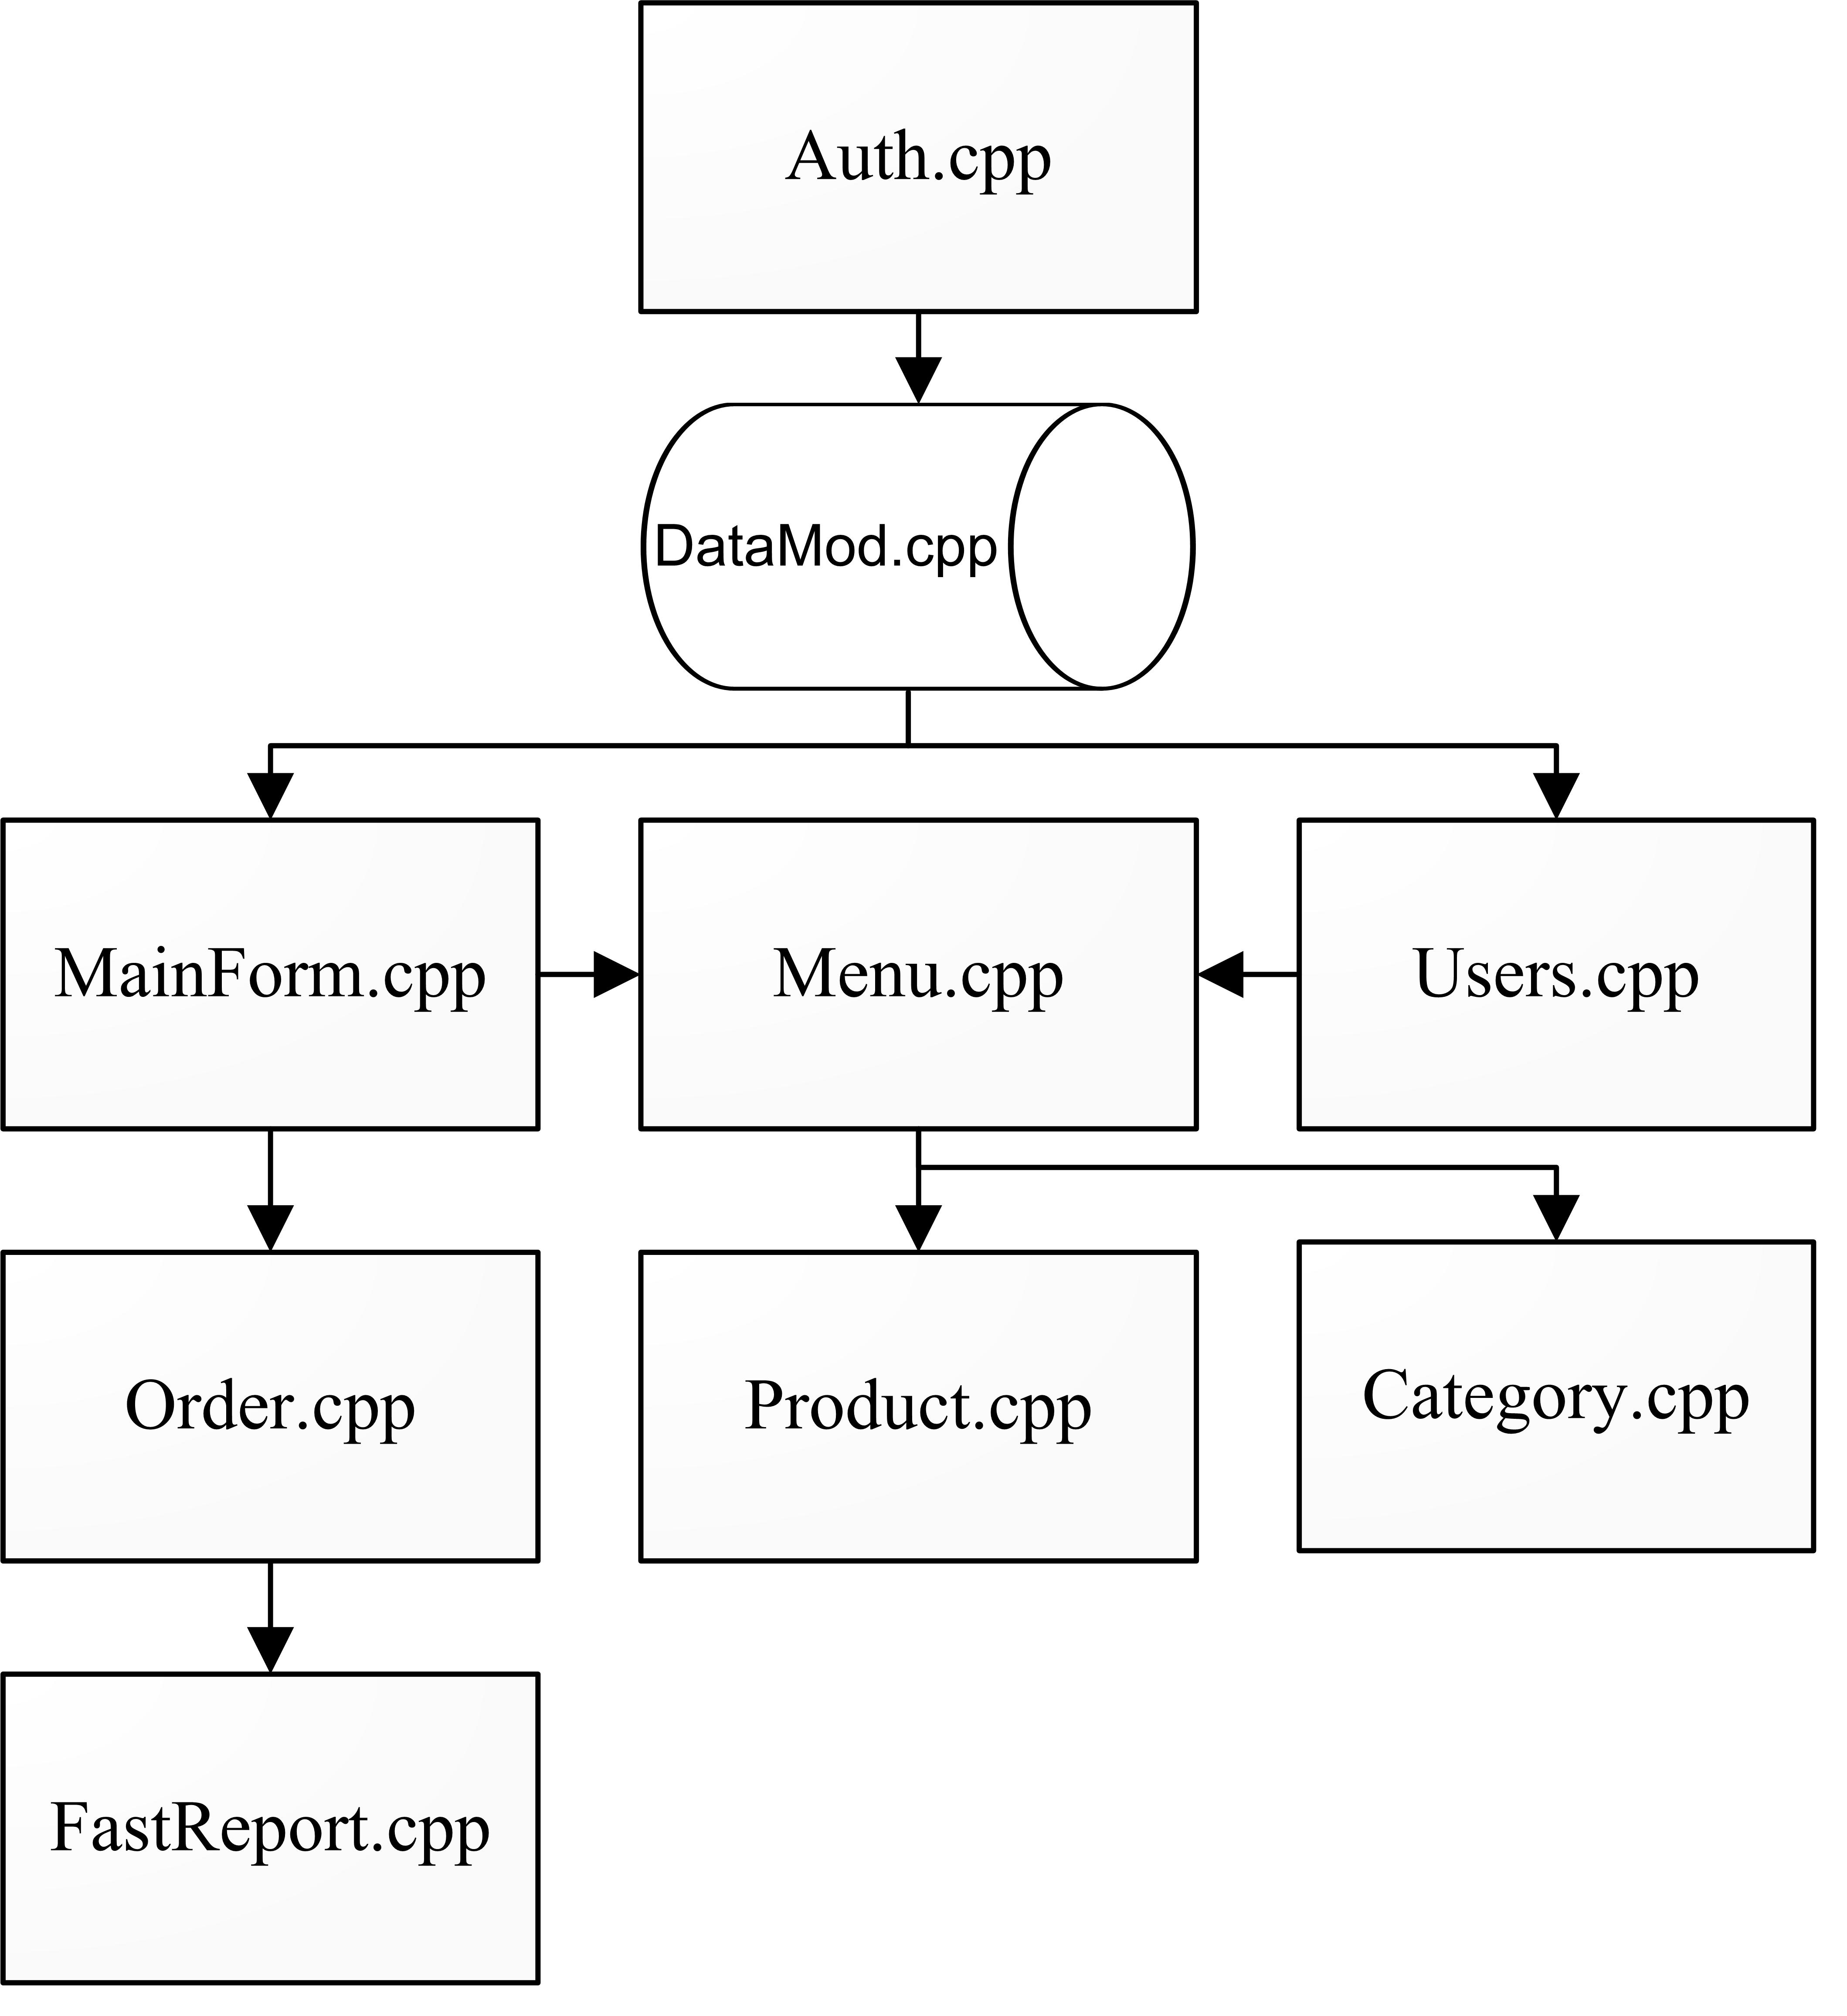 Auth.cpp
DataMod.cpp
MainForm.cpp
Menu.cpp
Users.cpp
Order.cpp
Product.cpp
Category.cpp
FastReport.cpp